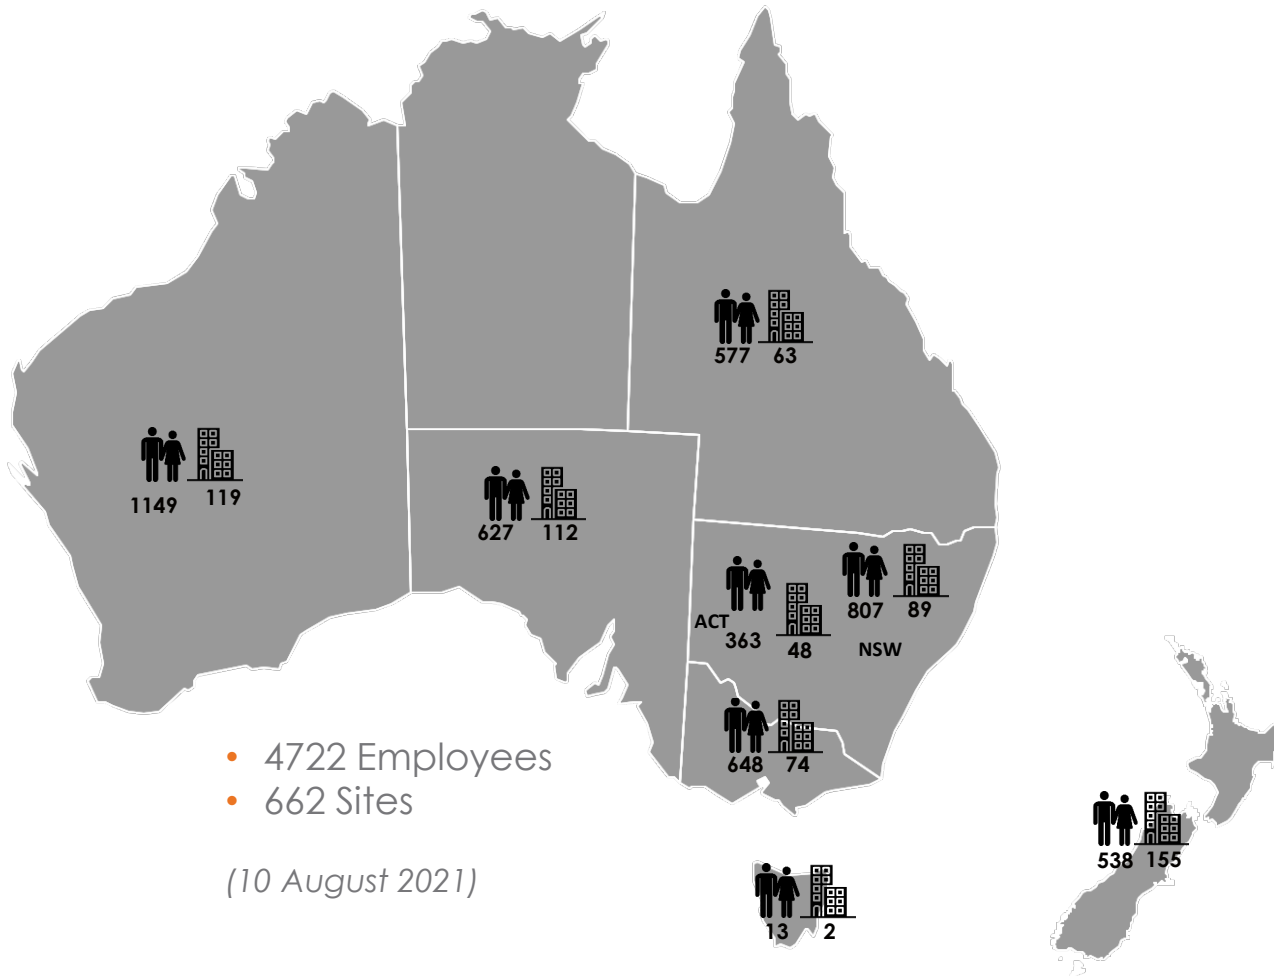 577 63
1149 119
627 112
807 89
ACT
363 48
NSW
648 74
• 4722 Employees
• 662 Sites
538 155
(10 August 2021)
13 2